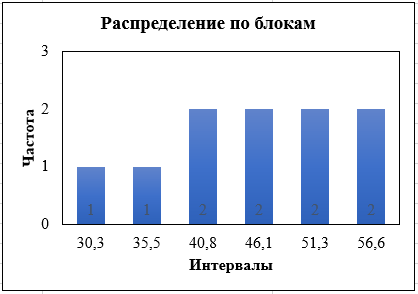 Распределение по блокам
3
2
1
0
Частота
1 1 2 2 2 2
30,3 35,5 40,8 46,1 51,3 56,6
Интервалы